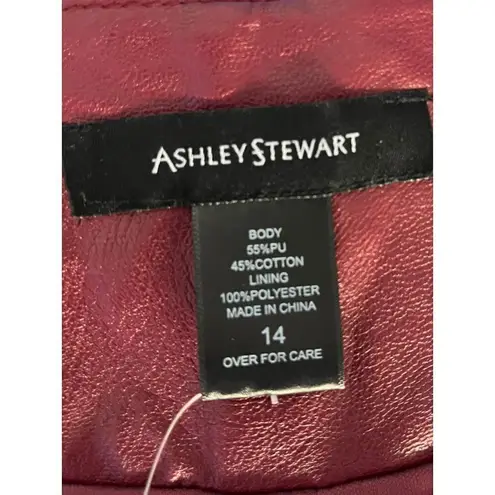 ASHLEY STEWART
BODY
55%PU
45%COTTON
LINING
100%POLYESTER
MADE IN CHINA
14
OVER FOR CARE